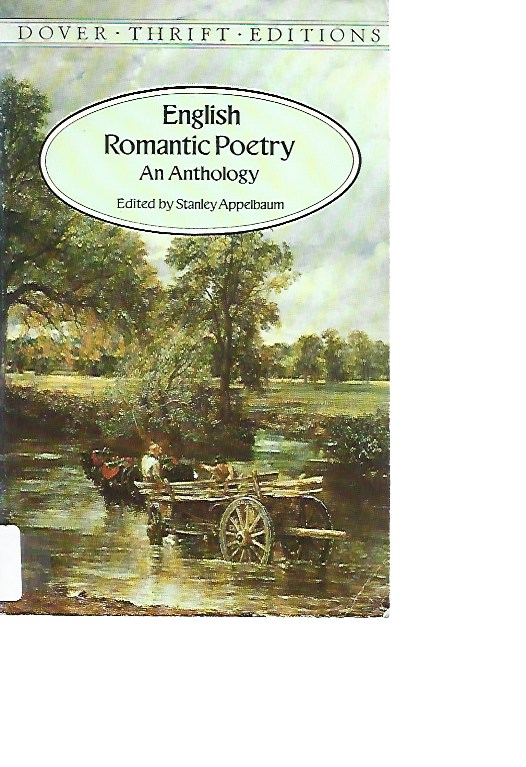 DOVER · THRIFT · EDITIONS
English
Romantic Poetry
An Anthology
Edited by Stanley Appelbaum